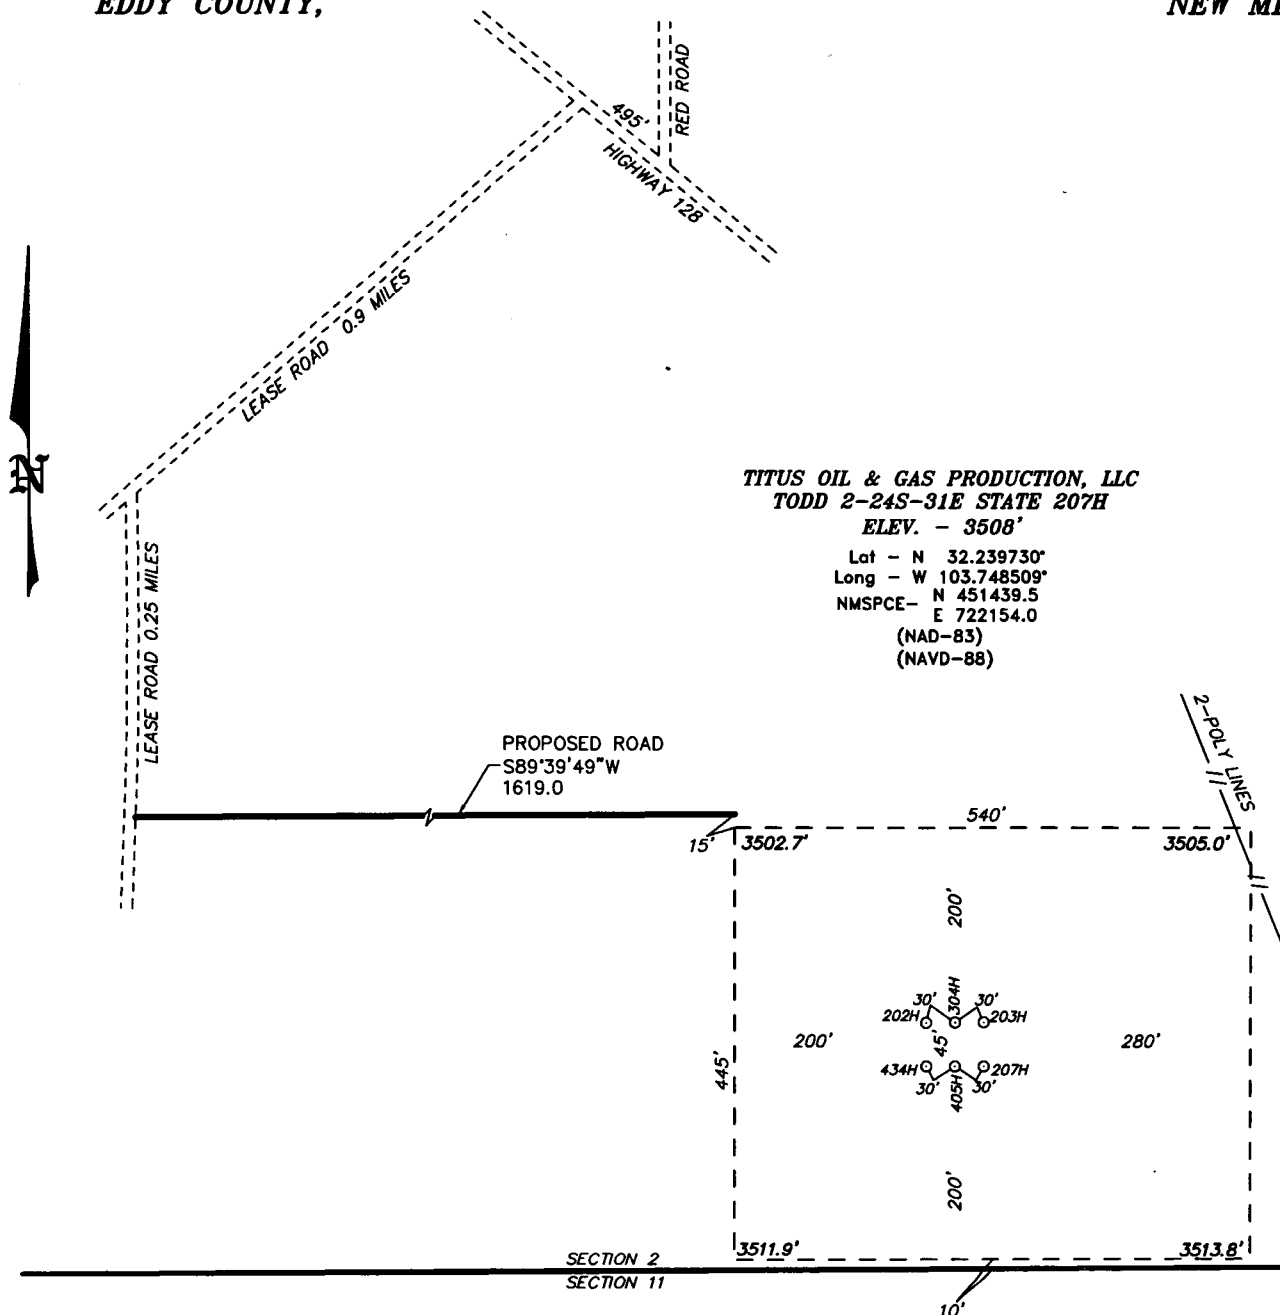 EDDY COUNTY,
NEW ME
RED ROAD
495'
HIGHWAY 128
LEASE ROAD 0.9 MILES
N
TITUS OIL & GAS PRODUCTION, LLC
TODD 2-24S-31E STATE 207H
ELEV. - 3508'
Lat - N 32.239730°
Long - W 103.748509°
NMSPCE- N 451439.5
E 722154.0
(NAD-83)
(NAVD-88)
LEASE ROAD 0.25 MILES
2-POLY LINES
PROPOSED ROAD
S89°39'49"W
1619.0
540'
15'
3502.7'
3505.0'
200'
30'
304H
30'
202H
203H
200'
45'
280'
445'
434H
207H
30'
405H
30'
200'
3511.9'
3513.8'
SECTION 2
SECTION 11
10'